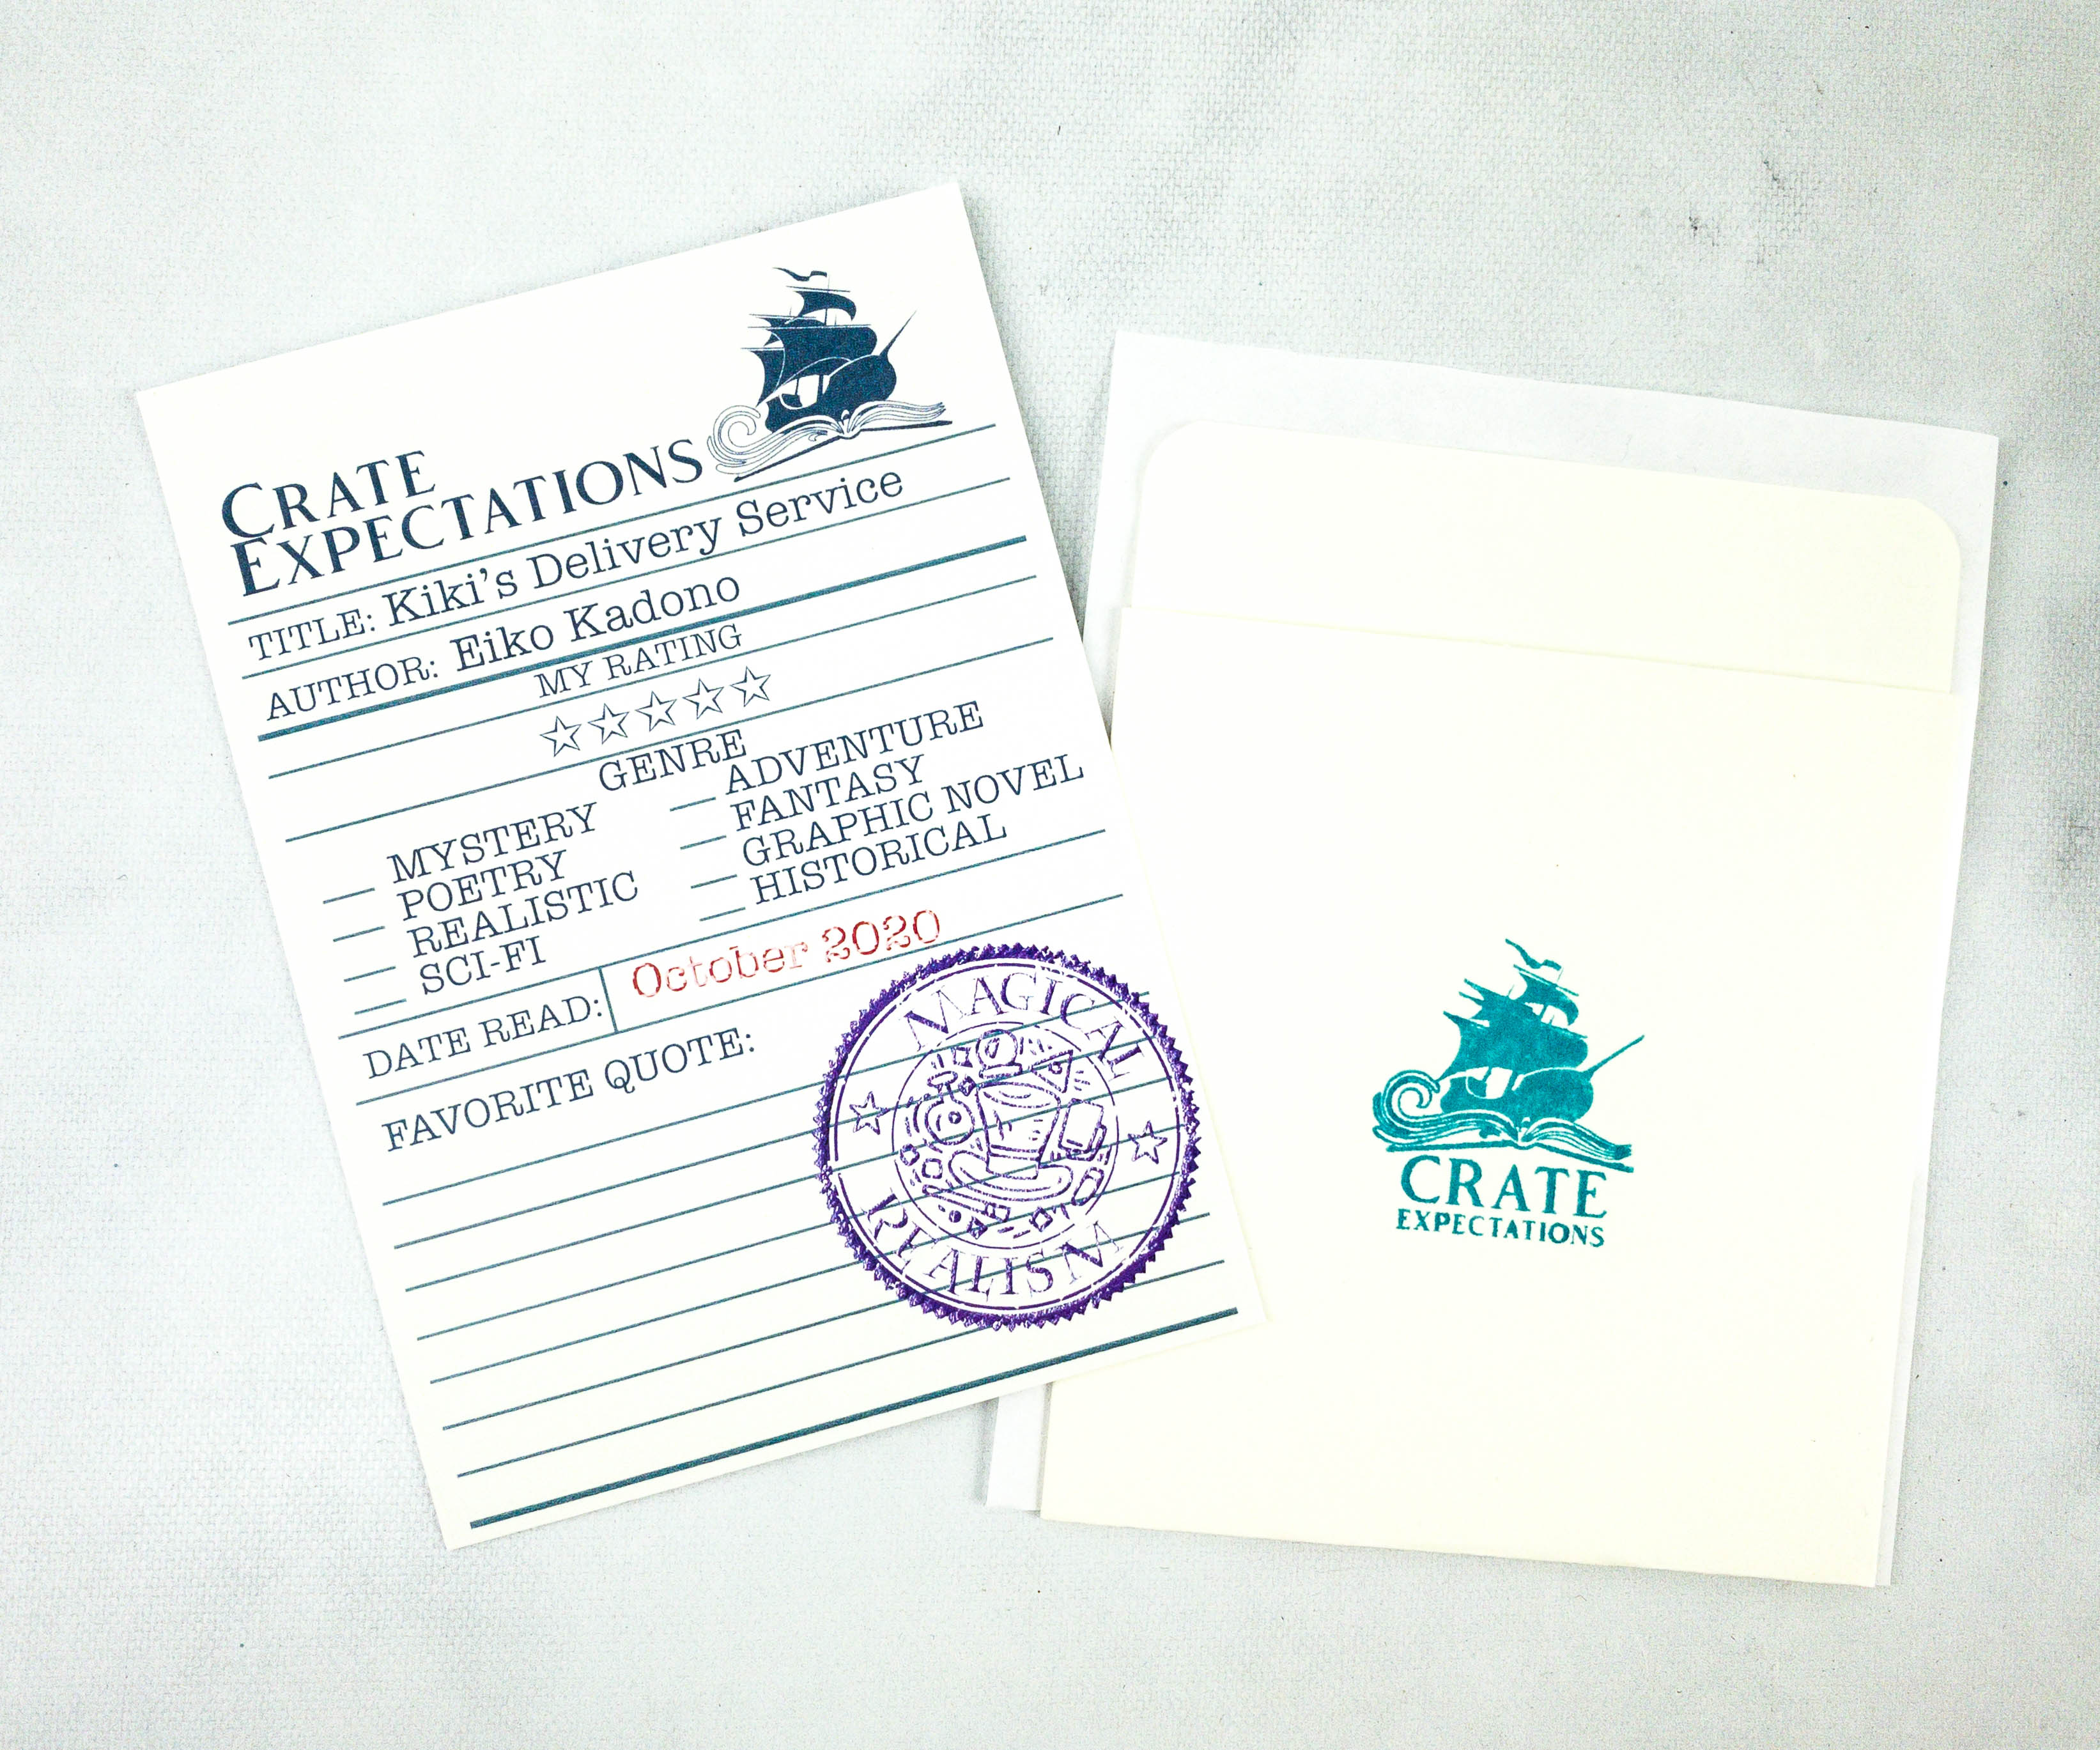 CRATE
EXPECTATIONS
TITLE: Kiki's Delivery Service
AUTHOR: Eiko Kadono
MY RATING
GENRE
MYSTERY
POETRY
REALISTIC
SCI-FI
ADVENTURE
FANTASY
GRAPHIC NOVEL
HISTORICAL
DATE READ: October 2020
FAVORITE QUOTE:
MAGICAL
REALISM
CRATE
EXPECTATIONS